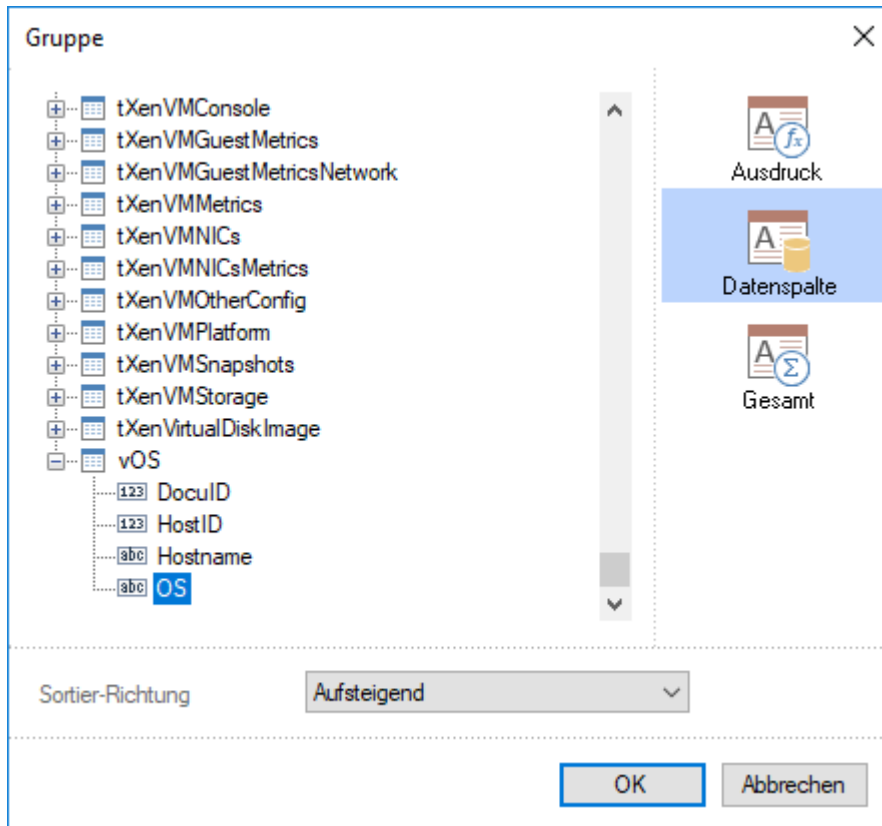 Gruppe
tXenVMConsole
tXenVMGuestMetrics
tXenVMGuestMetricsNetwork
tXenVMMetrics
tXenVMNICs
tXenVMNICsMetrics
tXenVMOtherConfig
tXenVMPlatform
tXenVMSnapshots
tXenVMStorage
tXenVirtualDiskImage
vOS
123 DocuID
123 HostID
abc Hostname
abc OS
A fx
Ausdruck
A
Datenspalte
A Σ
Gesamt
Sortier-Richtung Aufsteigend
OK Abbrechen